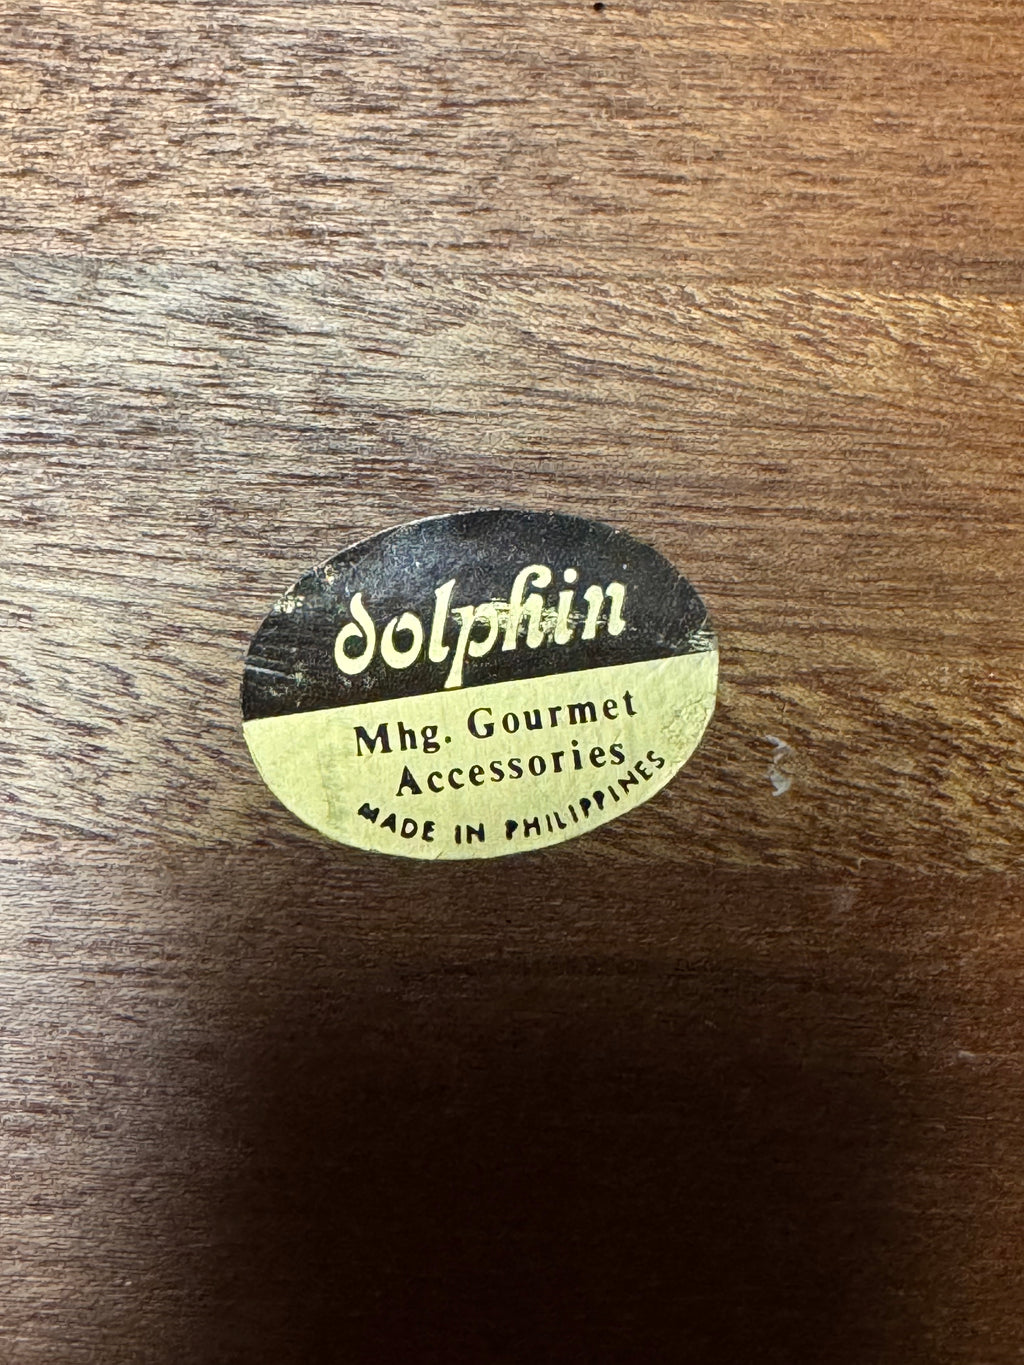 dolphin
Mhg. Gourmet
Accessories
MADE IN PHILIPPINES